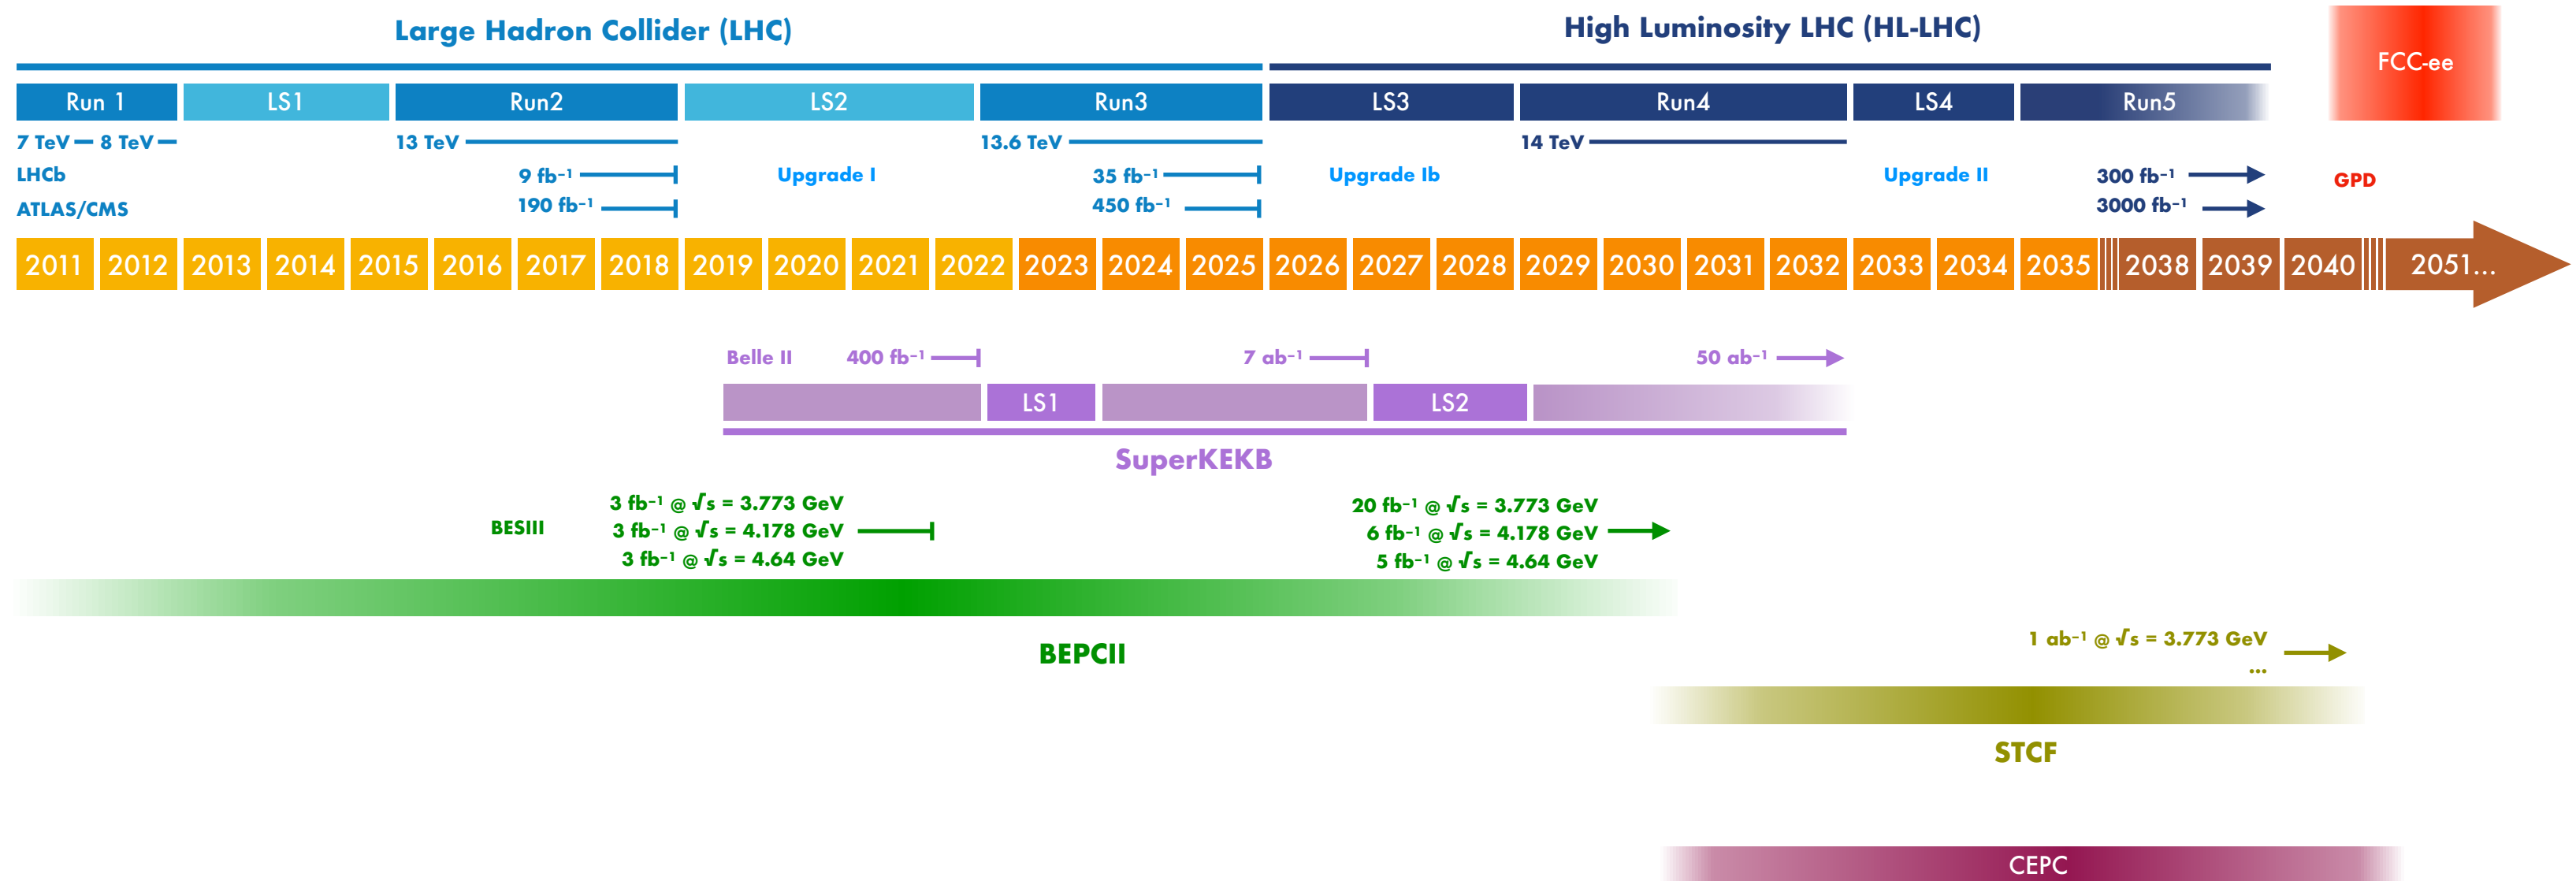 Large Hadron Collider (LHC) High Luminosity LHC (HL-LHC)
FCC-ee
Run 1 LS1 Run2 LS2 Run3 LS3 Run4 LS4 Run5
7 TeV 8 TeV 13 TeV 13.6 TeV 14 TeV
LHCb 9 fb⁻¹ Upgrade I 35 fb⁻¹ Upgrade Ib Upgrade II 300 fb⁻¹ GPD
ATLAS/CMS 190 fb⁻¹ 450 fb⁻¹ 3000 fb⁻¹
2011 2012 2013 2014 2015 2016 2017 2018 2019 2020 2021 2022 2023 2024 2025 2026 2027 2028 2029 2030 2031 2032 2033 2034 2035 2038 2039 2040 2051...
Belle II 400 fb⁻¹ 7 ab⁻¹ 50 ab⁻¹
LS1 LS2
SuperKEKB
3 fb⁻¹ @ √s = 3.773 GeV 20 fb⁻¹ @ √s = 3.773 GeV
BESIII 3 fb⁻¹ @ √s = 4.178 GeV 6 fb⁻¹ @ √s = 4.178 GeV
3 fb⁻¹ @ √s = 4.64 GeV 5 fb⁻¹ @ √s = 4.64 GeV
BEPCII
1 ab⁻¹ @ √s = 3.773 GeV
...
STCF
CEPC